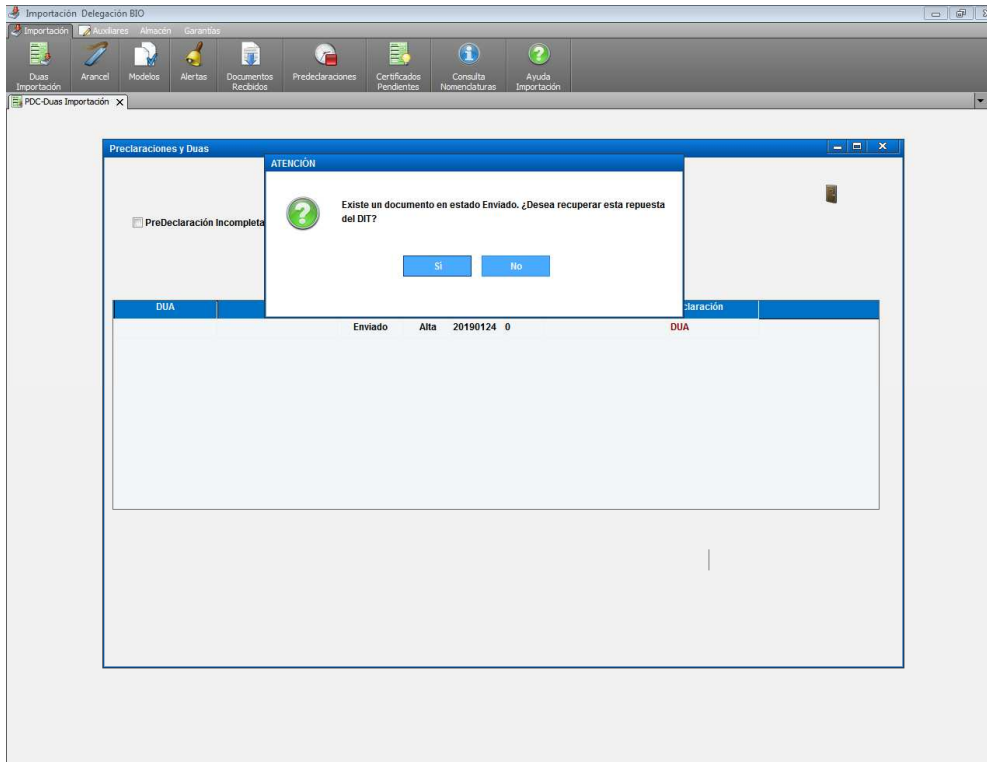 Importación Delegación BIO
Importación Auxiliares Almacén Garantías
Duas Importación
Arancel
Modelos
Alertas
Documentos Recibidos
Predeclaraciones
Certificados Pendientes
Consulta Nomenclaturas
Ayuda Importación
PDC-Duas Importación X
Preclaraciones y Duas
ATENCIÓN
Existe un documento en estado Enviado. ¿Desea recuperar esta repuesta
del DIT?
PreDeclaración Incompleta
Si No
DUA claración
Enviado Alta 20190124 0 DUA